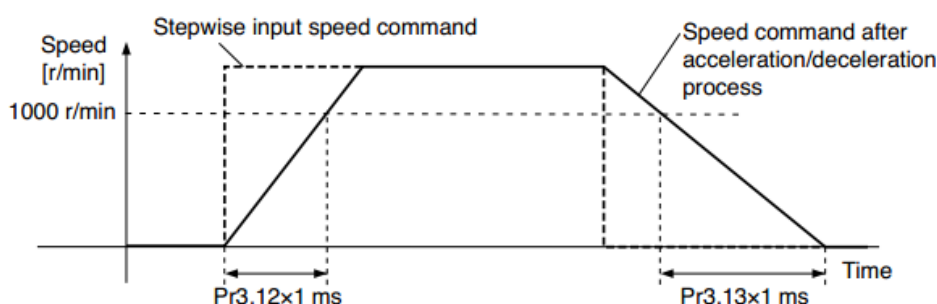 Stepwise input speed command
Speed
[r/min]
Speed command after
acceleration/deceleration
process
1000 r/min
Time
Pr3.12×1 ms
Pr3.13×1 ms